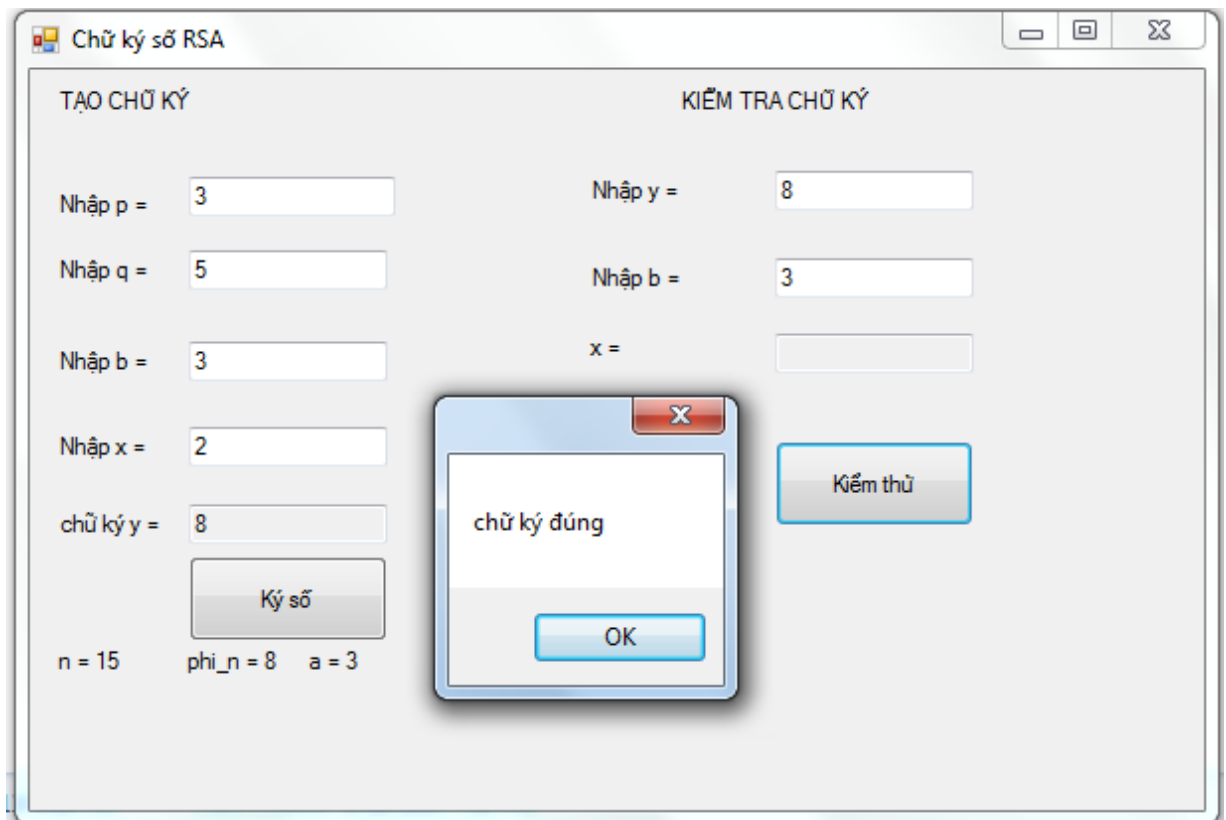 Chữ ký số RSA
TẠO CHỮ KÝ
KIỂM TRA CHỮ KÝ
Nhập p = 3
Nhập q = 5
Nhập b = 3
Nhập x = 2
chữ ký y = 8
Ký số
n = 15 phi_n = 8 a = 3
Nhập y = 8
Nhập b = 3
x =
Kiểm thử
chữ ký đúng
OK